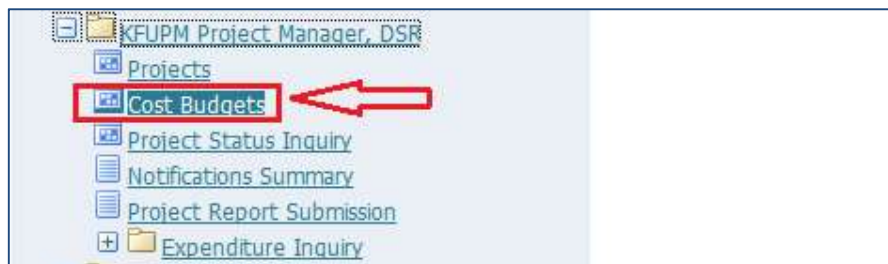 KFUPM Project Manager, DSR
Projects
Cost Budgets
Project Status Inquiry
Notifications Summary
Project Report Submission
Expenditure Inquiry